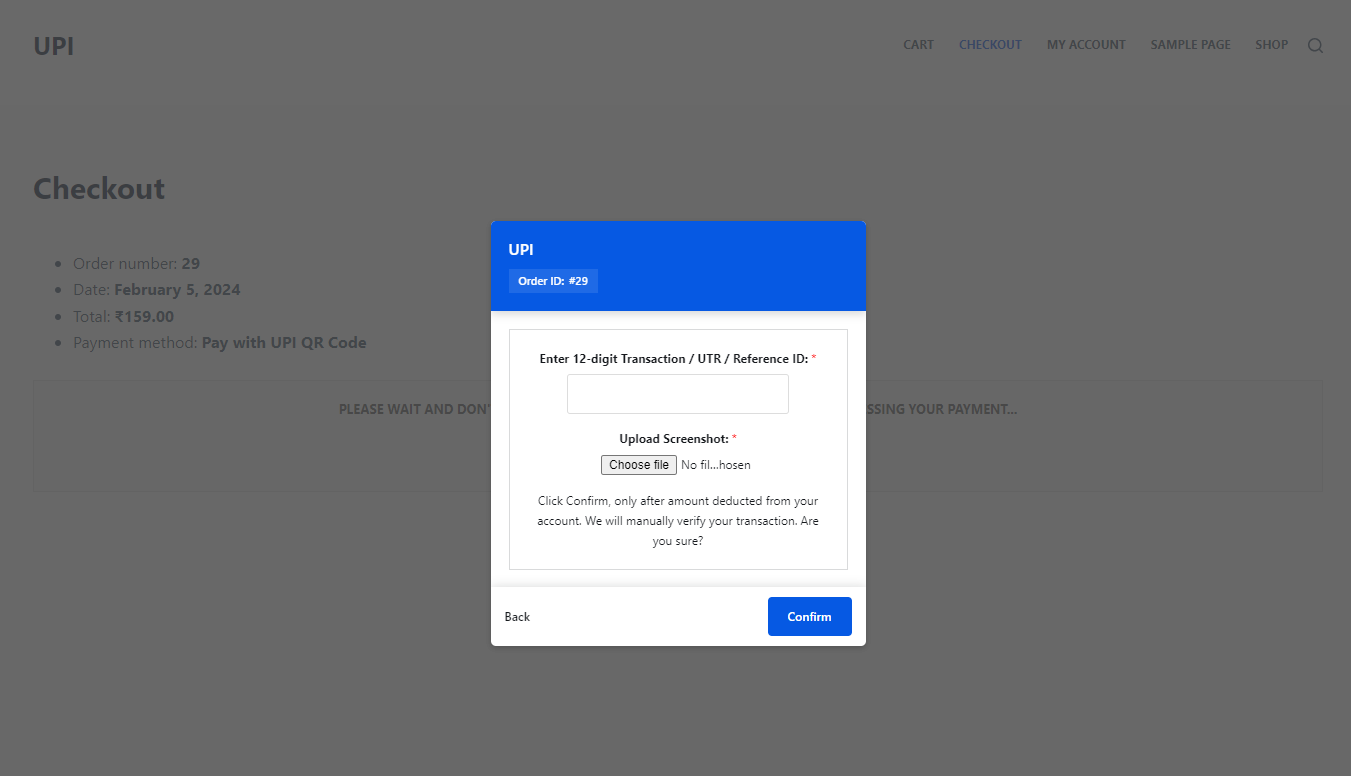 UPI
CART
CHECKOUT
MY ACCOUNT
SAMPLE PAGE
SHOP
Checkout
Order number: 29
Date: February 5, 2024
Total: ₹159.00
Payment method: Pay with UPI QR Code
PLEASE WAIT AND DON'
YOUR PAYMENT...
UPI
Order ID: #29
Enter 12-digit Transaction / UTR / Reference ID: *
Upload Screenshot: *
Choose file No fil...hosen
Click Confirm, only after amount deducted from your
account. We will manually verify your transaction. Are
you sure?
Back
Confirm